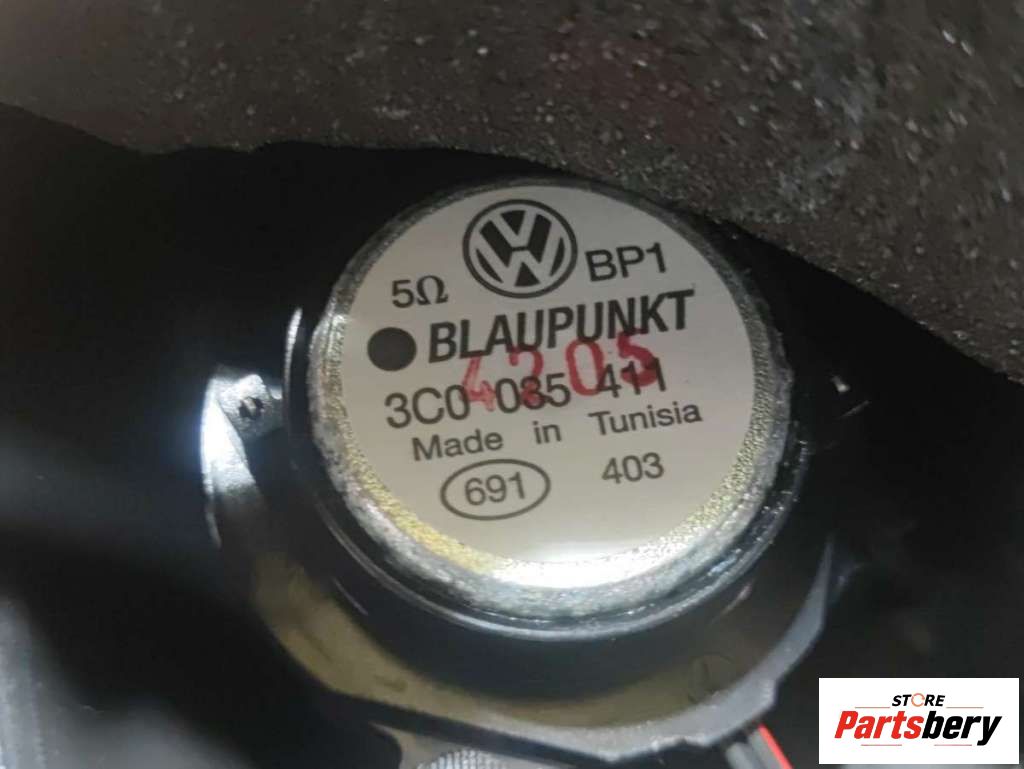 5Ω BP1
BLAUPUNKT
4205
3C0 035 411
Made in Tunisia
691 403
STORE
Partsbery